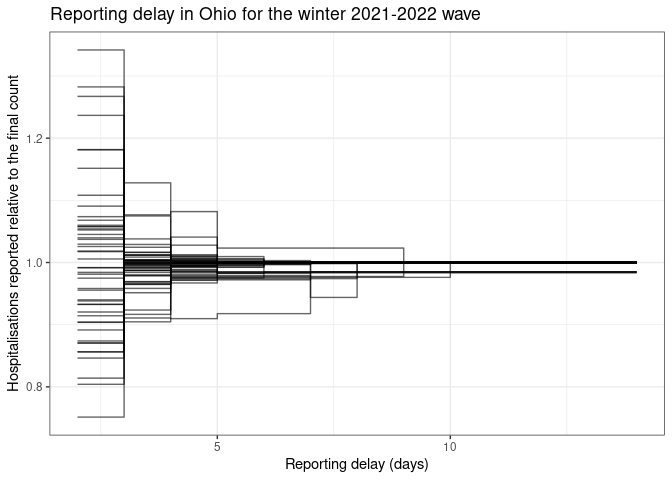 Reporting delay in Ohio for the winter 2021-2022 wave
Hospitalisations reported relative to the final count
1.2
1.0
0.8
5
10
Reporting delay (days)